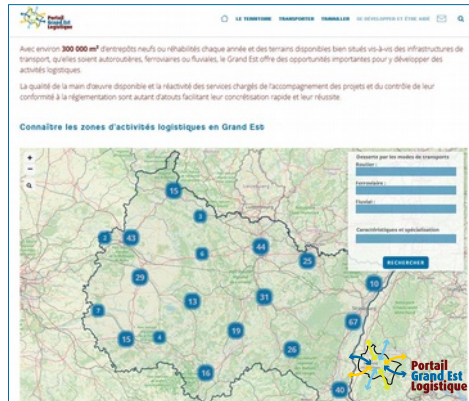 Portail
Grand Est
Logistique
LE TERRITOIRE TRANSPORTER TRAVAILLER SE DÉVELOPPER ET ÊTRE AIDÉ
Avec environ 300 000 m² d'entrepôts neufs ou réhabilités chaque année et des terrains disponibles bien situés vis-à-vis des infrastructures de
transport, qu'elles soient autoroutières, ferroviaires ou fluviales, le Grand Est offre des opportunités importantes pour y développer des
activités logistiques.
La qualité de la main d'œuvre disponible et la réactivité des services chargés de l'accompagnement des projets et du contrôle de leur
conformité à la réglementation sont autant d'atouts facilitant leur concrétisation rapide et leur réussite.
Connaître les zones d'activités logistiques en Grand Est
+
−
Desserte par les modes de transports
Routier :
Ferroviaire :
Fluvial :
Caractéristiques et spécialisation
RECHERCHER
15
3
2 43
6
44
25
29
10
13
31
7
67
15
4
19
26
16
40
Portail
Grand Est
Logistique